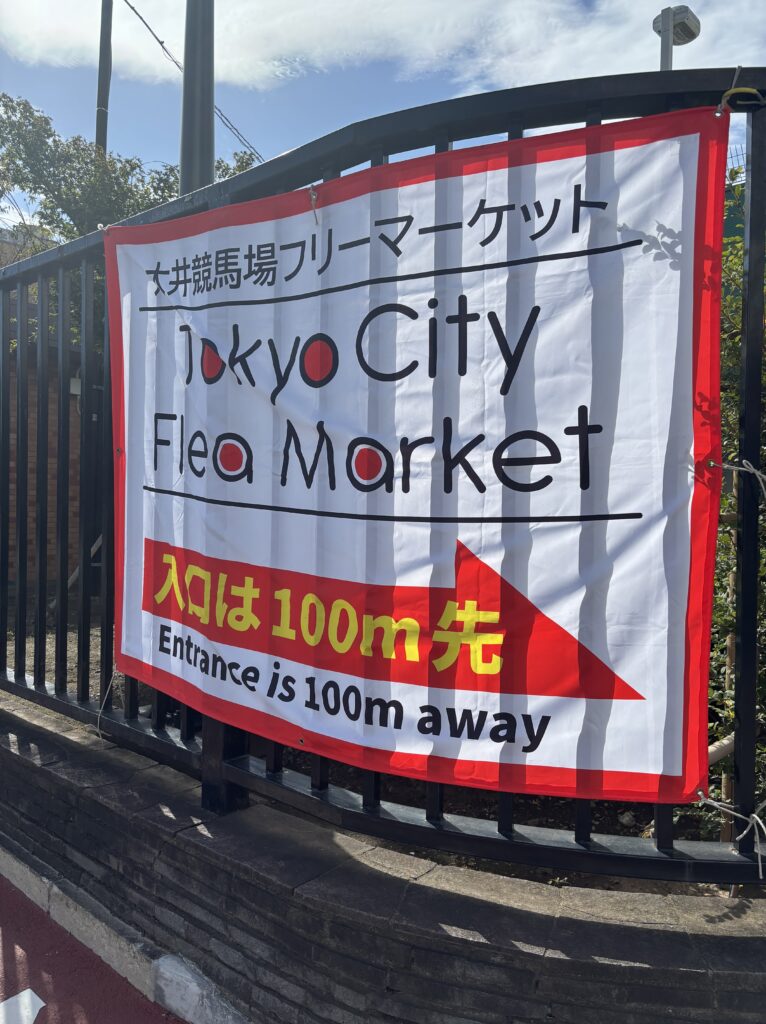 大井競馬場フリーマーケット
Tokyo City
Flea Market
入口は100m先
Entrance is 100m away